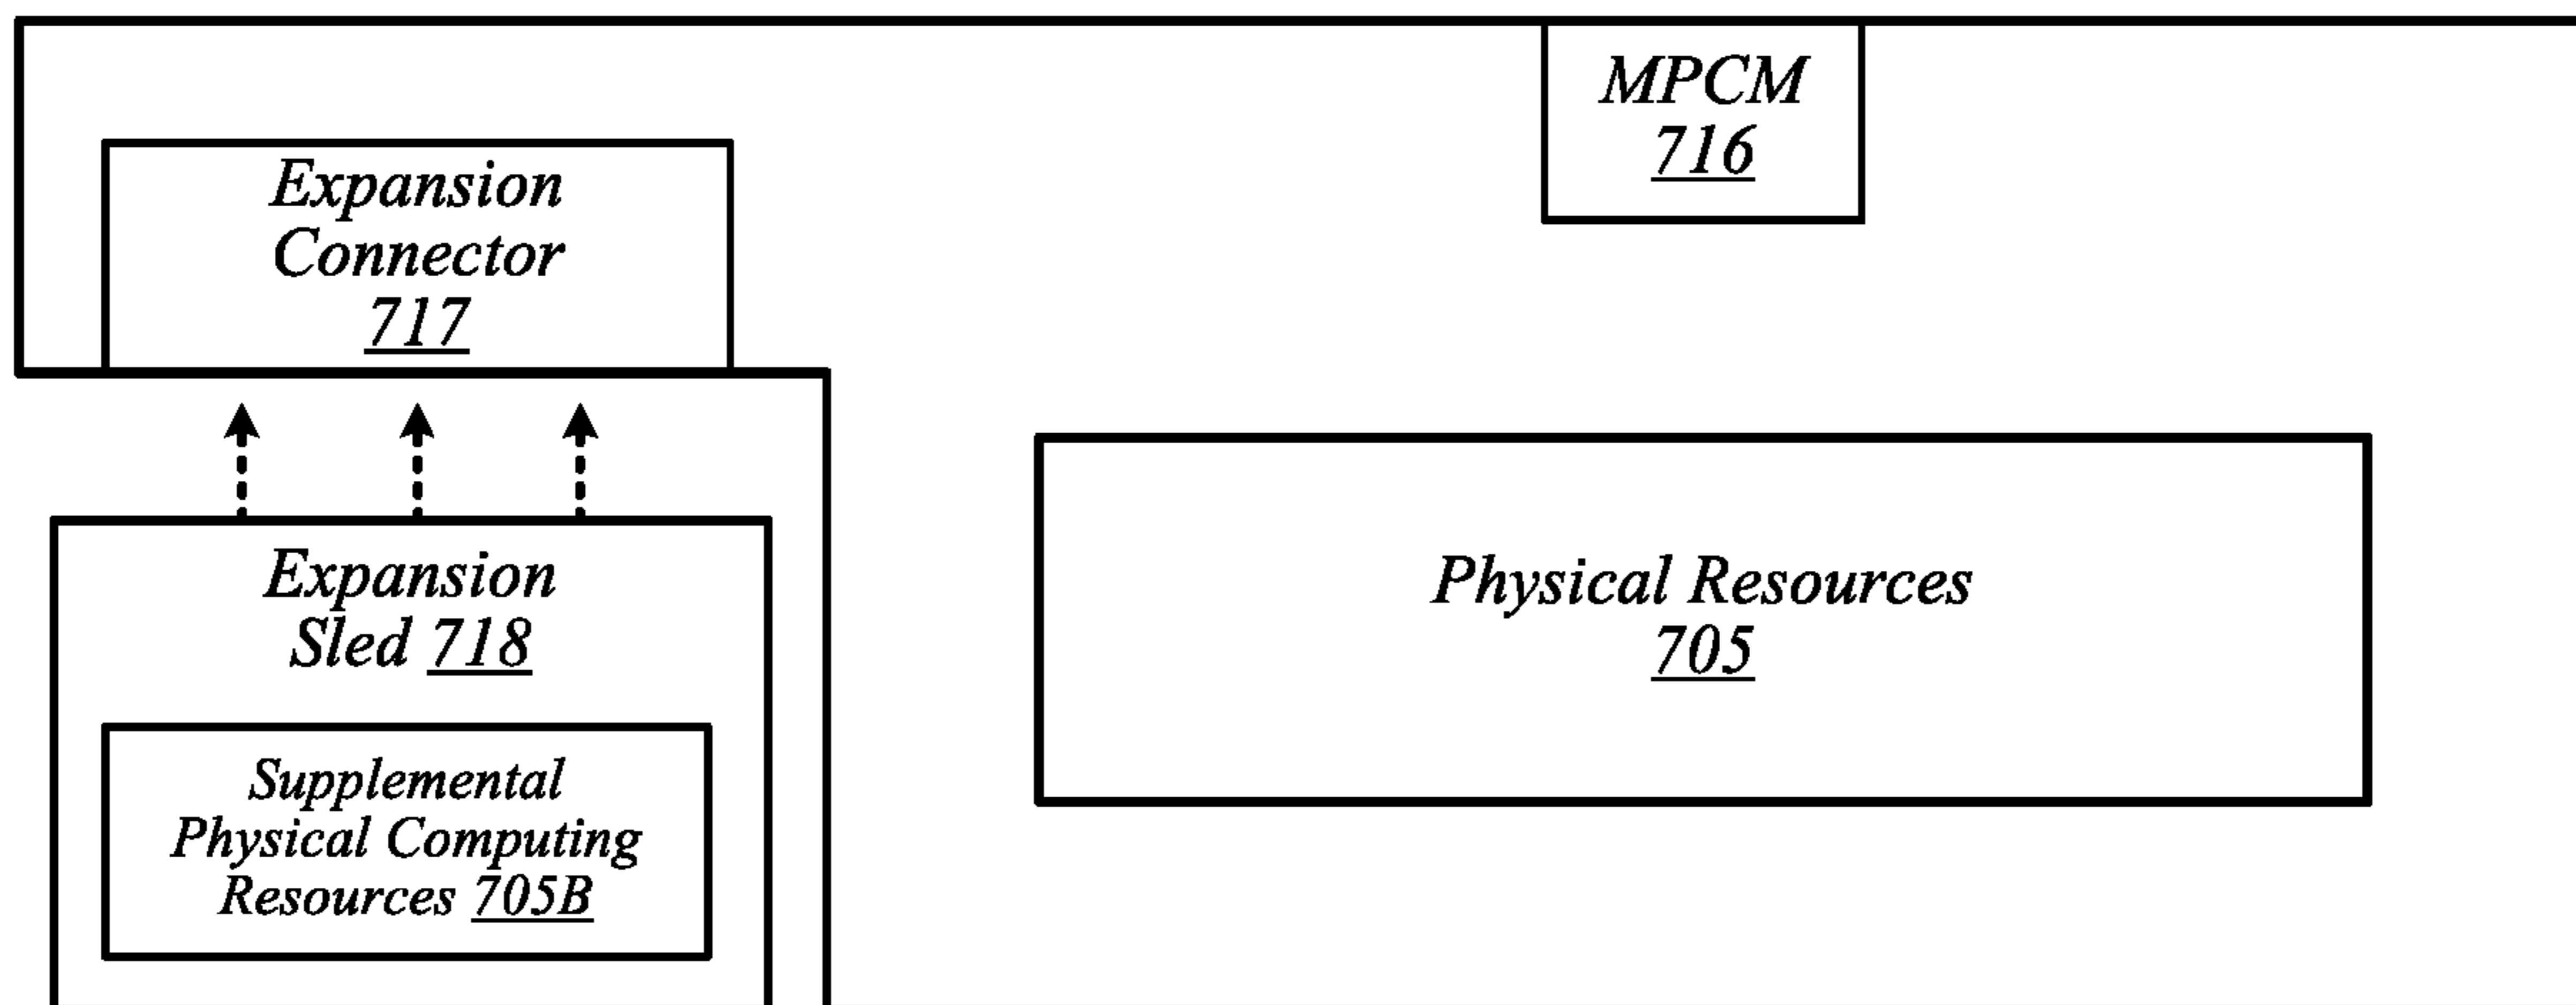 MPCM
716
Expansion
Connector
717
Expansion
Sled 718
Supplemental
Physical Computing
Resources 705B
Physical Resources
705